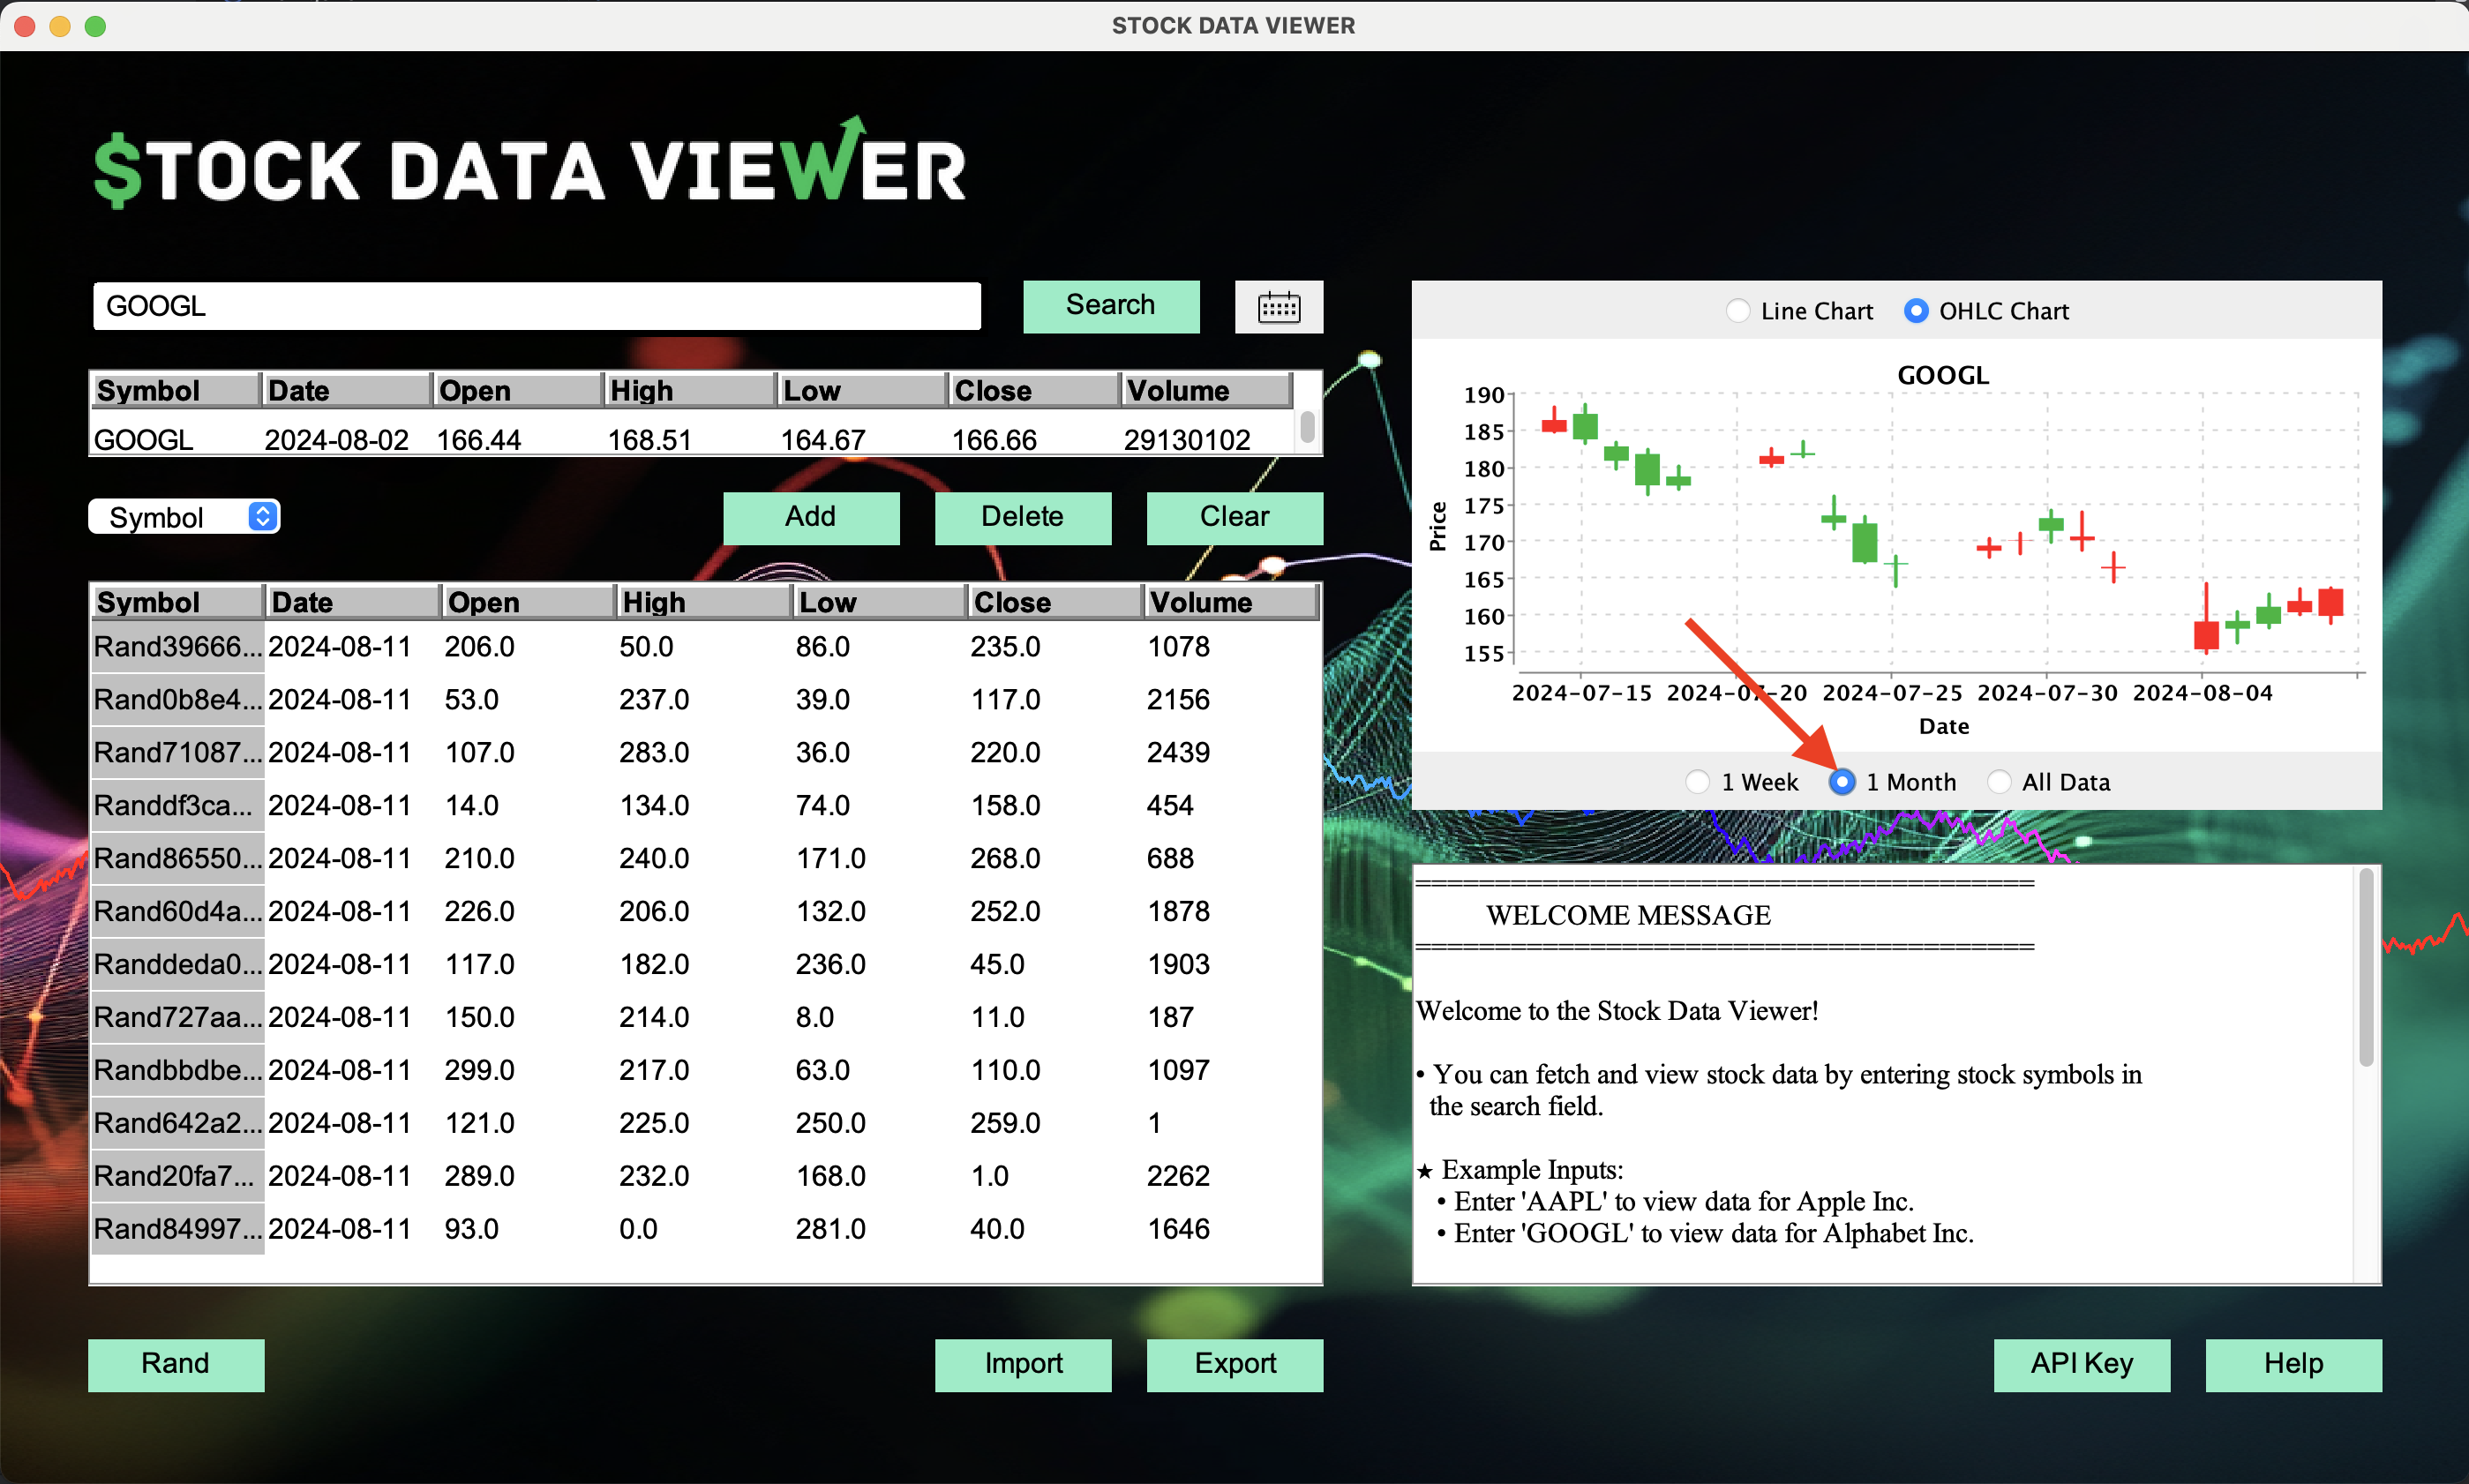 STOCK DATA VIEWER
$TOCK DATA VIEWER
GOOGL
Search
Symbol Date Open High Low Close Volume
GOOGL 2024-08-02 166.44 168.51 164.67 166.66 29130102
Symbol
Add Delete Clear
Symbol Date Open High Low Close Volume
Rand39666... 2024-08-11 206.0 50.0 86.0 235.0 1078
Rand0b8e4... 2024-08-11 53.0 237.0 39.0 117.0 2156
Rand71087... 2024-08-11 107.0 283.0 36.0 220.0 2439
Randdf3ca... 2024-08-11 14.0 134.0 74.0 158.0 454
Rand86550... 2024-08-11 210.0 240.0 171.0 268.0 688
Rand60d4a... 2024-08-11 226.0 206.0 132.0 252.0 1878
Randdeda0... 2024-08-11 117.0 182.0 236.0 45.0 1903
Rand727aa... 2024-08-11 150.0 214.0 8.0 11.0 187
Randbbdbe... 2024-08-11 299.0 217.0 63.0 110.0 1097
Rand642a2... 2024-08-11 121.0 225.0 250.0 259.0 1
Rand20fa7... 2024-08-11 289.0 232.0 168.0 1.0 2262
Rand84997... 2024-08-11 93.0 0.0 281.0 40.0 1646
Rand
Import Export
Line Chart OHLC Chart
GOOGL
190
185
180
175
170
165
160
155
Price
2024-07-15 2024-07-20 2024-07-25 2024-07-30 2024-08-04
Date
1 Week 1 Month All Data
WELCOME MESSAGE
Welcome to the Stock Data Viewer!
• You can fetch and view stock data by entering stock symbols in
the search field.
★ Example Inputs:
• Enter 'AAPL' to view data for Apple Inc.
• Enter 'GOOGL' to view data for Alphabet Inc.
API Key Help